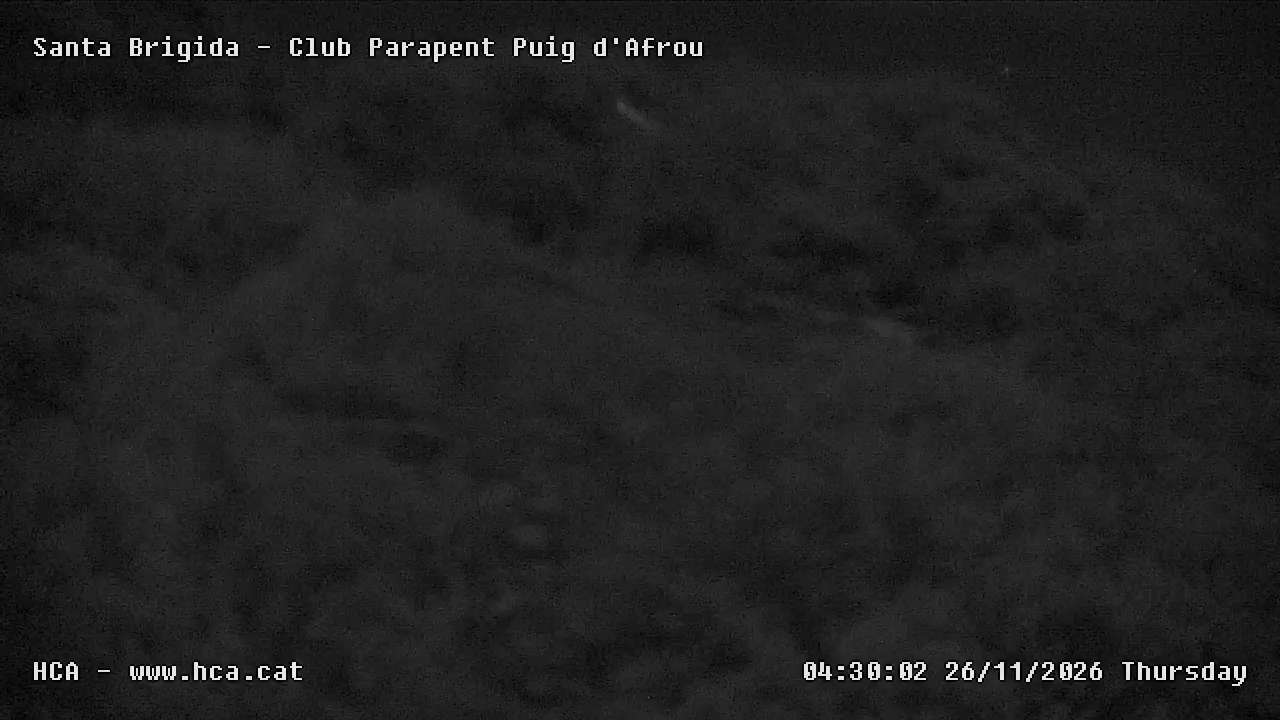 Santa Brigida - Club Parapent Puig d'Afrou
HCA - www.hca.cat
04:30:02 26/11/2026 Thursday